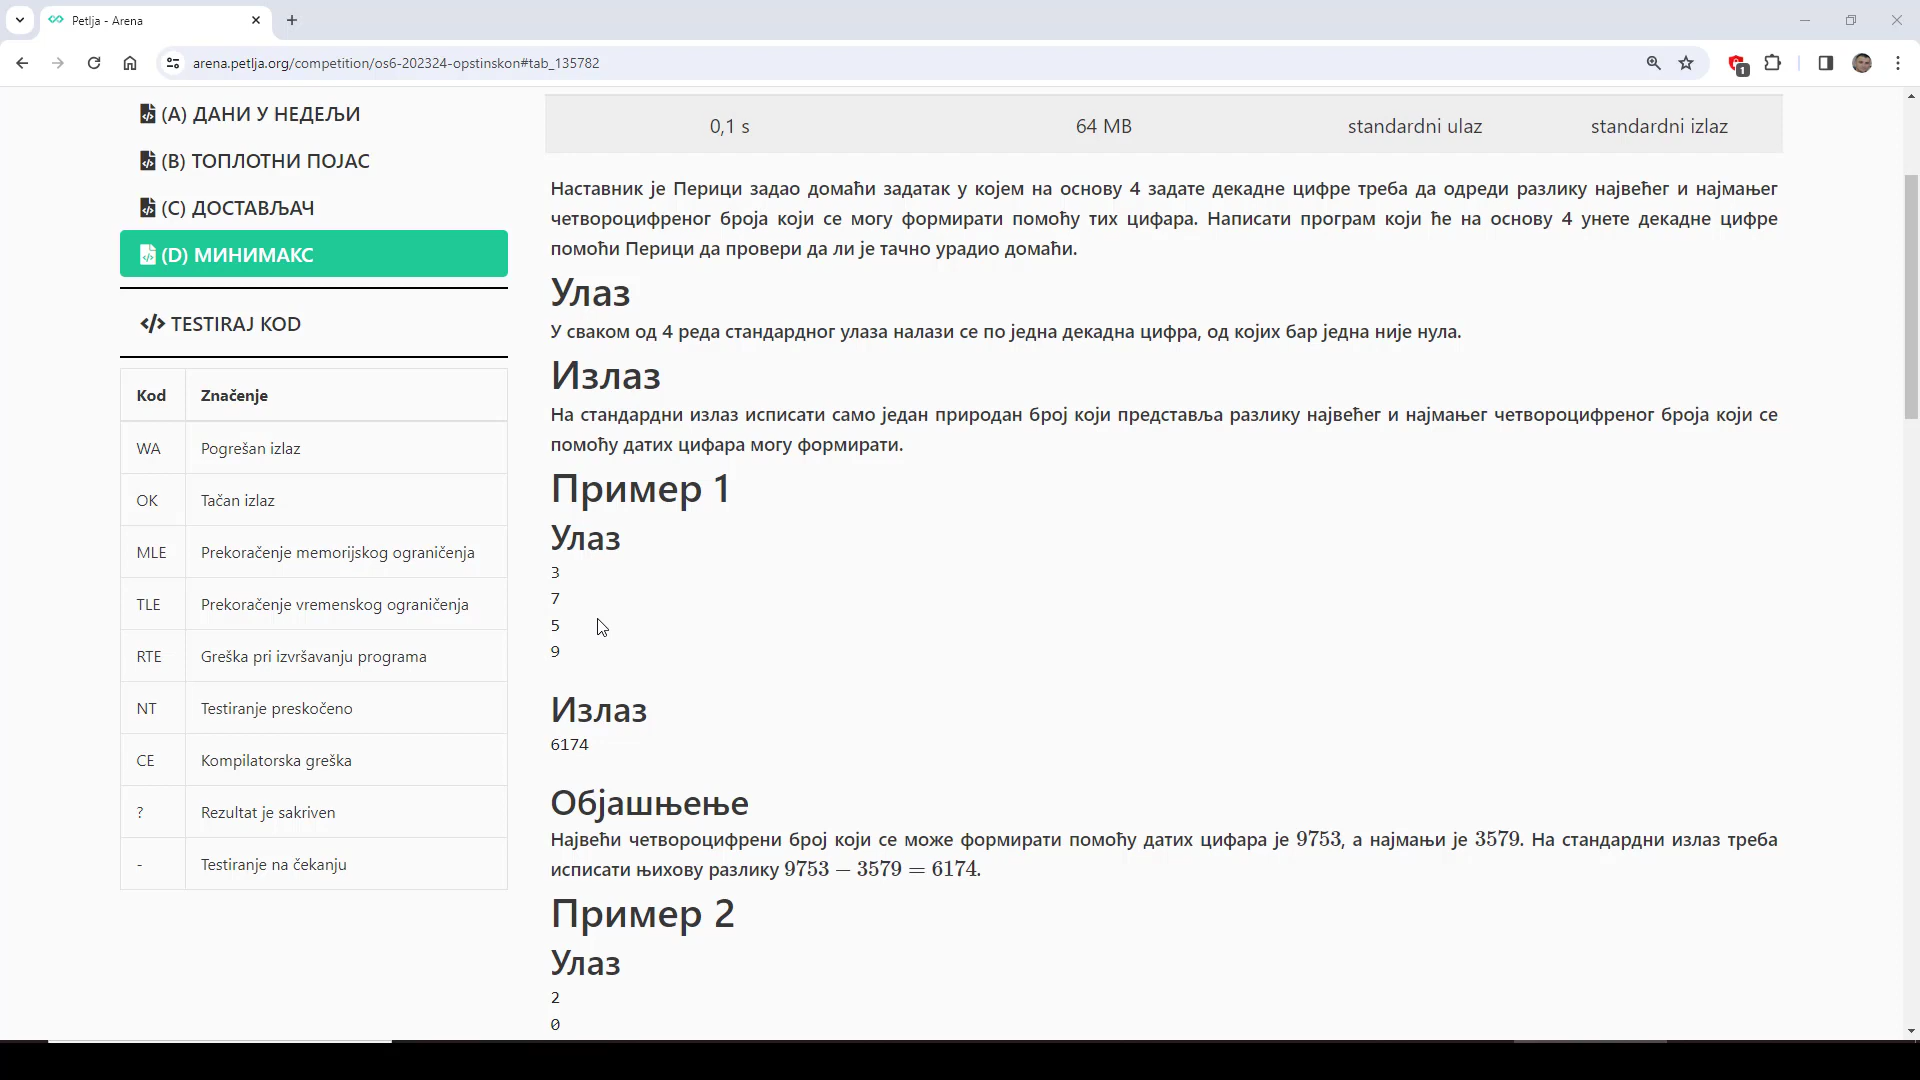 Petlja - Arena
arena.petlja.org/competition/os6-202324-opstinskon#tab_135782
1
(A) ДАНИ У НЕДЕЉИ
(B) ТОПЛОТНИ ПОЈАС
(C) ДОСТАВЉАЧ
(D) МИНИМАКС
</> TESTIRAJ KOD
Kod Značenje
WA Pogrešan izlaz
OK Tačan izlaz
MLE Prekoračenje memorijskog ograničenja
TLE Prekoračenje vremenskog ograničenja
RTE Greška pri izvršavanju programa
NT Testiranje preskočeno
CE Kompilatorska greška
? Rezultat je sakriven
- Testiranje na čekanju
0,1 s 64 MB standardni ulaz standardni izlaz
Наставник је Перици задао домаћи задатак у којем на основу 4 задате декадне цифре треба да одреди разлику највећег и најмањег
четвороцифреног броја који се могу формирати помоћу тих цифара. Написати програм који ће на основу 4 унете декадне цифре
помоћи Перици да провери да ли је тачно урадио домаћи.
Улаз
У сваком од 4 реда стандардног улаза налази се по једна декадна цифра, од којих бар једна није нула.
Излаз
На стандардни излаз исписати само један природан број који представља разлику највећег и најмањег четвороцифреног броја који се
помоћу датих цифара могу формирати.
Пример 1
Улаз
3
7
5
9
Излаз
6174
Објашњење
Највећи четвороцифрени број који се може формирати помоћу датих цифара је 9753, а најмањи је 3579. На стандардни излаз треба
исписати њихову разлику 9753 − 3579 = 6174.
Пример 2
Улаз
2
0